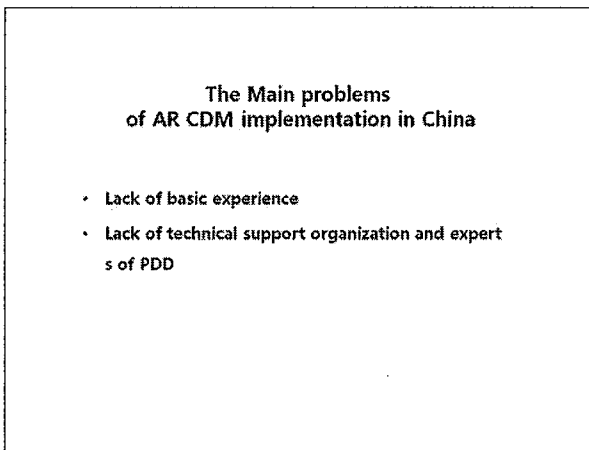 The Main problems
of AR CDM implementation in China
• Lack of basic experience
• Lack of technical support organization and expert
s of PDD